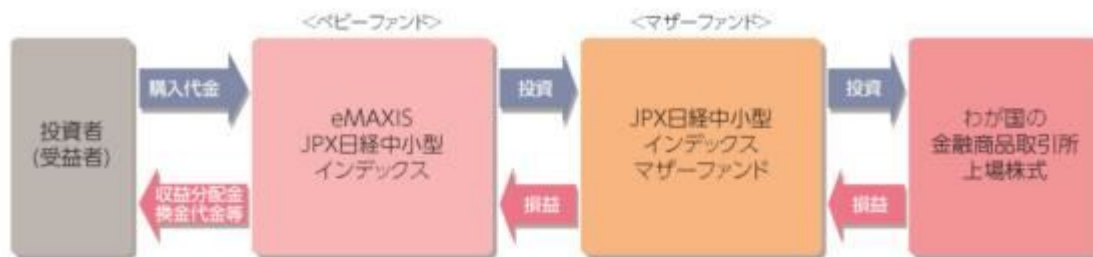 <ベビーファンド>
<マザーファンド>
投資者
(受益者)
購入代金
収益分配金
換金代金等
eMAXIS
JPX日経中小型
インデックス
投資
損益
JPX日経中小型
インデックス
マザーファンド
投資
損益
わが国の
金融商品取引所
上場株式